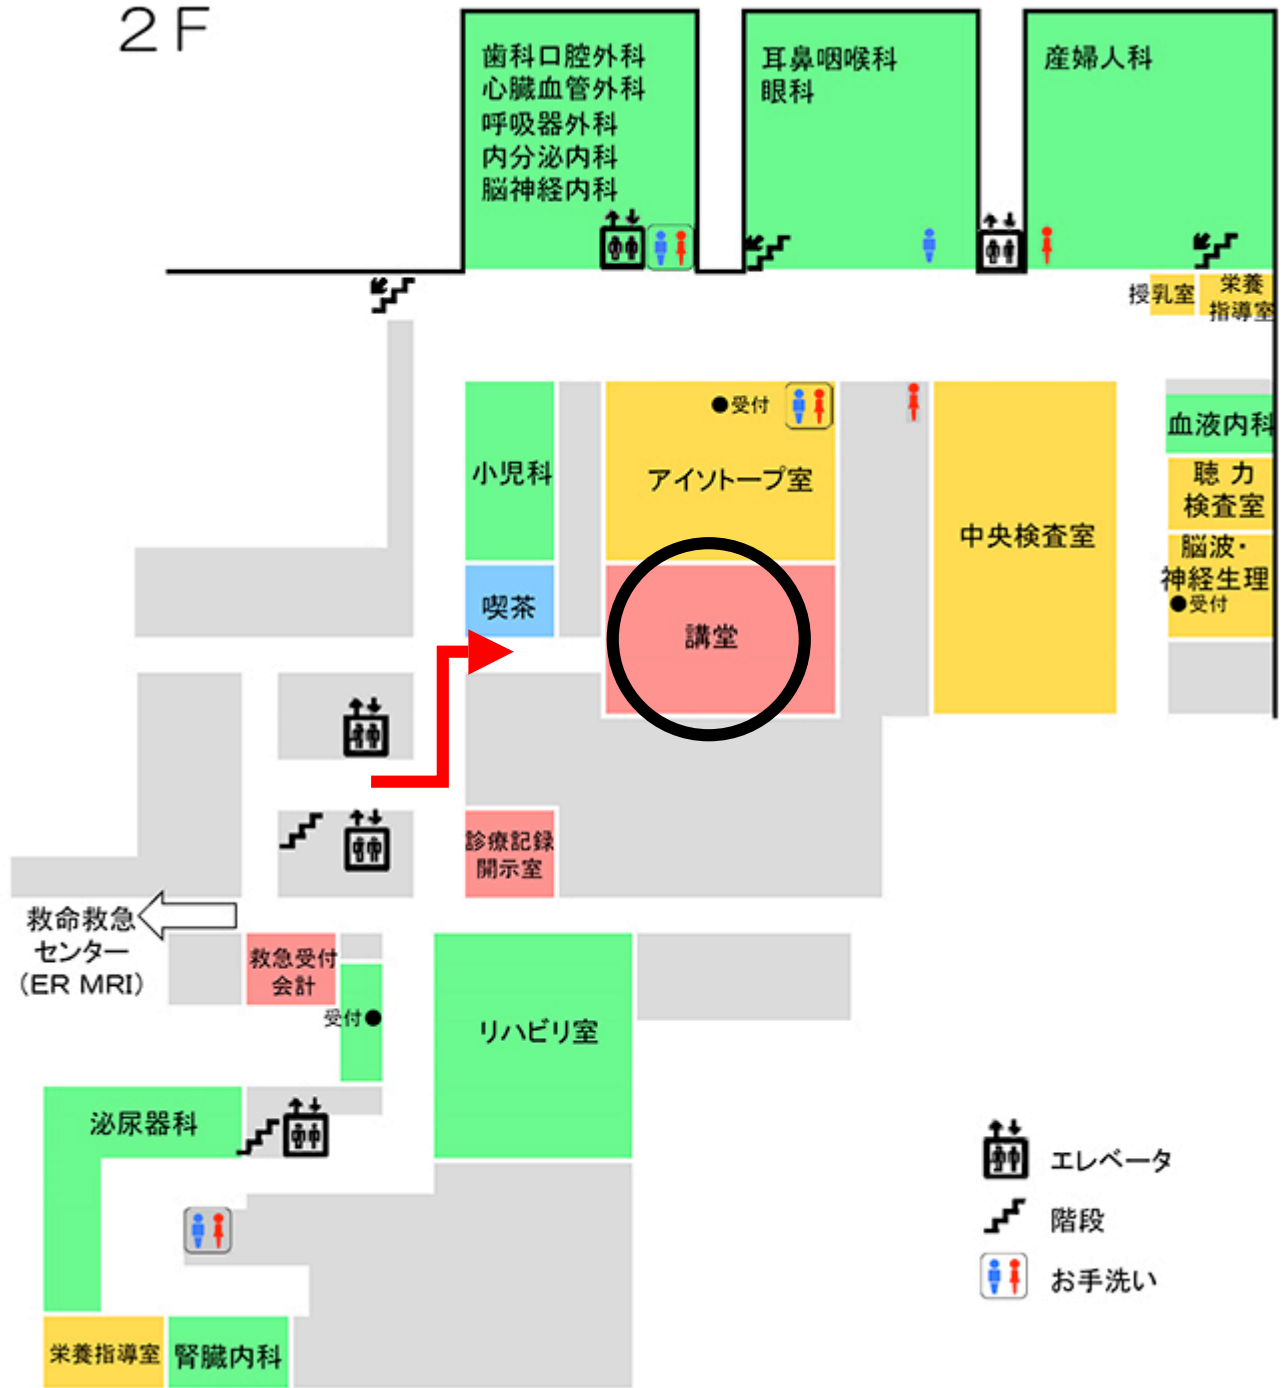 ２Ｆ
歯科口腔外科
心臓血管外科
呼吸器外科
内分泌内科
脳神経内科
耳鼻咽喉科
眼科
産婦人科
授乳室
栄養
指導室
●受付
小児科
アイソトープ室
血液内科
聴 力
検査室
中央検査室
脳波・
神経生理
●受付
喫茶
講堂
診療記録
開示室
救命救急
センター
（ER MRI）
救急受付
会計
受付●
リハビリ室
泌尿器科
エレベータ
階段
お手洗い
栄養指導室
腎臓内科